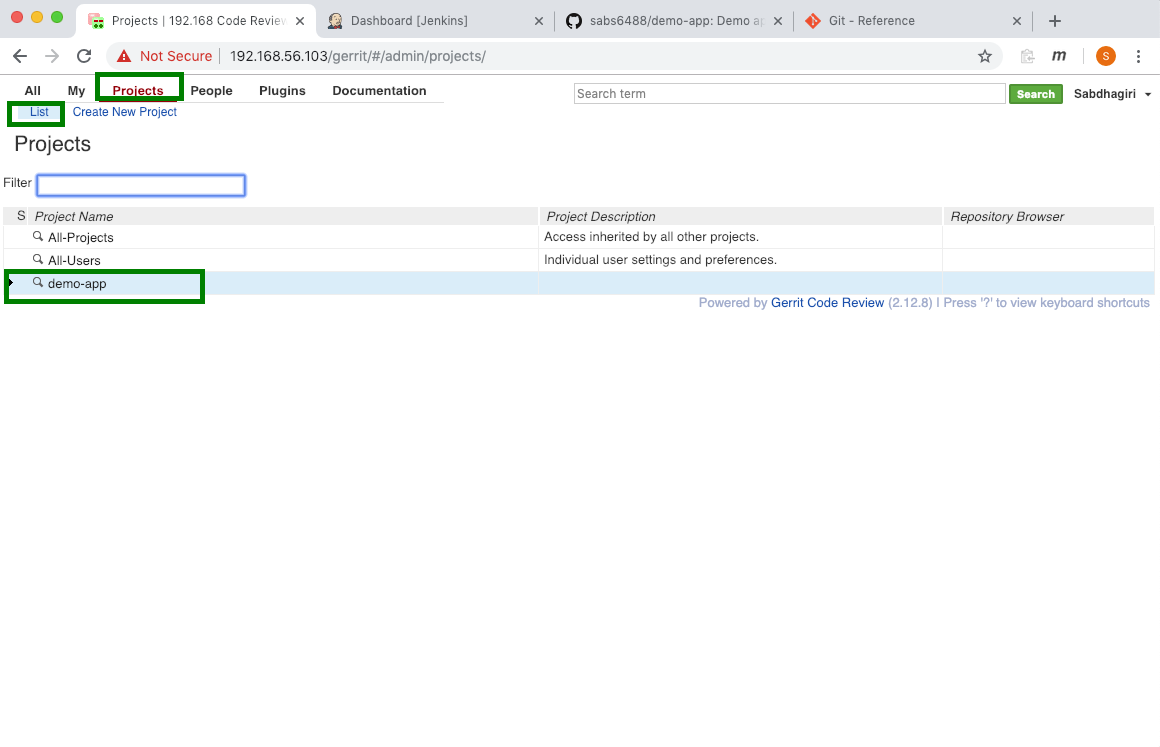 Projects | 192.168 Code Review
Dashboard [Jenkins]
sabs6488/demo-app: Demo ap
Git - Reference
Not Secure
192.168.56.103/gerrit/#/admin/projects/
m
S
All My Projects People Plugins Documentation
Search term
Search
Sabdhagiri
List Create New Project
Projects
Filter
S Project Name Project Description Repository Browser
All-Projects Access inherited by all other projects.
All-Users Individual user settings and preferences.
demo-app
Powered by Gerrit Code Review (2.12.8) | Press '?' to view keyboard shortcuts